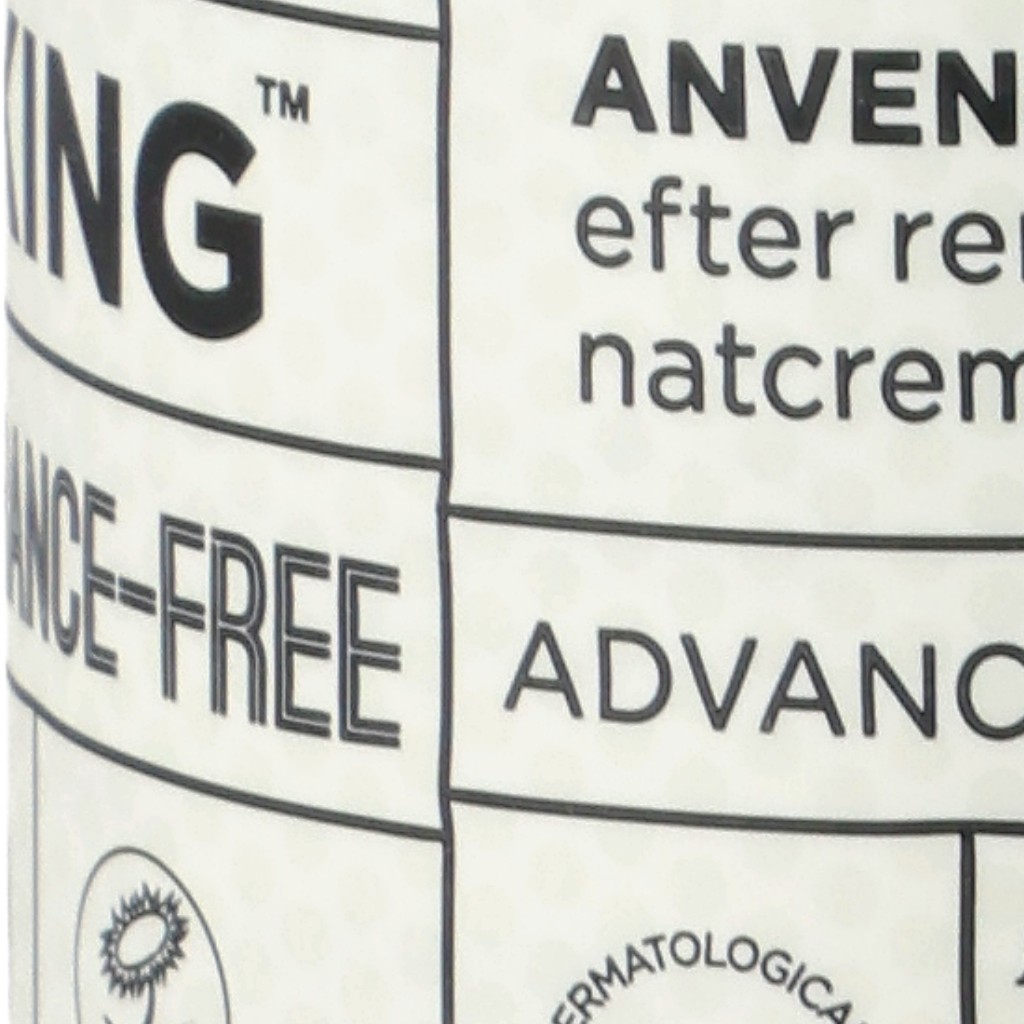 KING™
ANCE-FREE
ANVEN
efter re
natcrem
ADVANC
ERMATOLOGICA